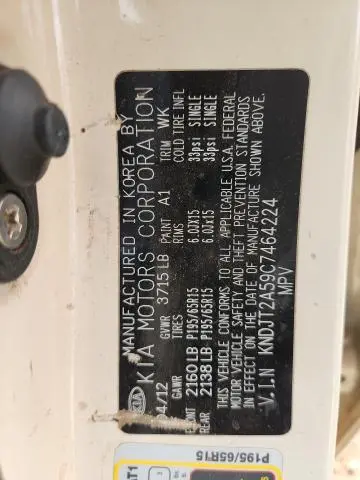 MANUFACTURED IN KOREA BY
KIA KIA MOTORS CORPORATION
04/12 GVWR 3715 LB PAINT A1 TRIM WK
GAWR TIRES RIMS COLD TIRE INFL
FRONT 2160 LB P195/65R15 6.0JX15 33psi SINGLE
REAR 2138 LB P195/65R15 6.0JX15 33psi SINGLE
THIS VEHICLE CONFORMS TO ALL APPLICABLE U.S.A. FEDERAL
MOTOR VEHICLE SAFETY AND THEFT PREVENTION STANDARDS
IN EFFECT ON THE DATE OF MANUFACTURE SHOWN ABOVE.
V.I.N KNDJT2A59C7464224
MPV
P195/65R15